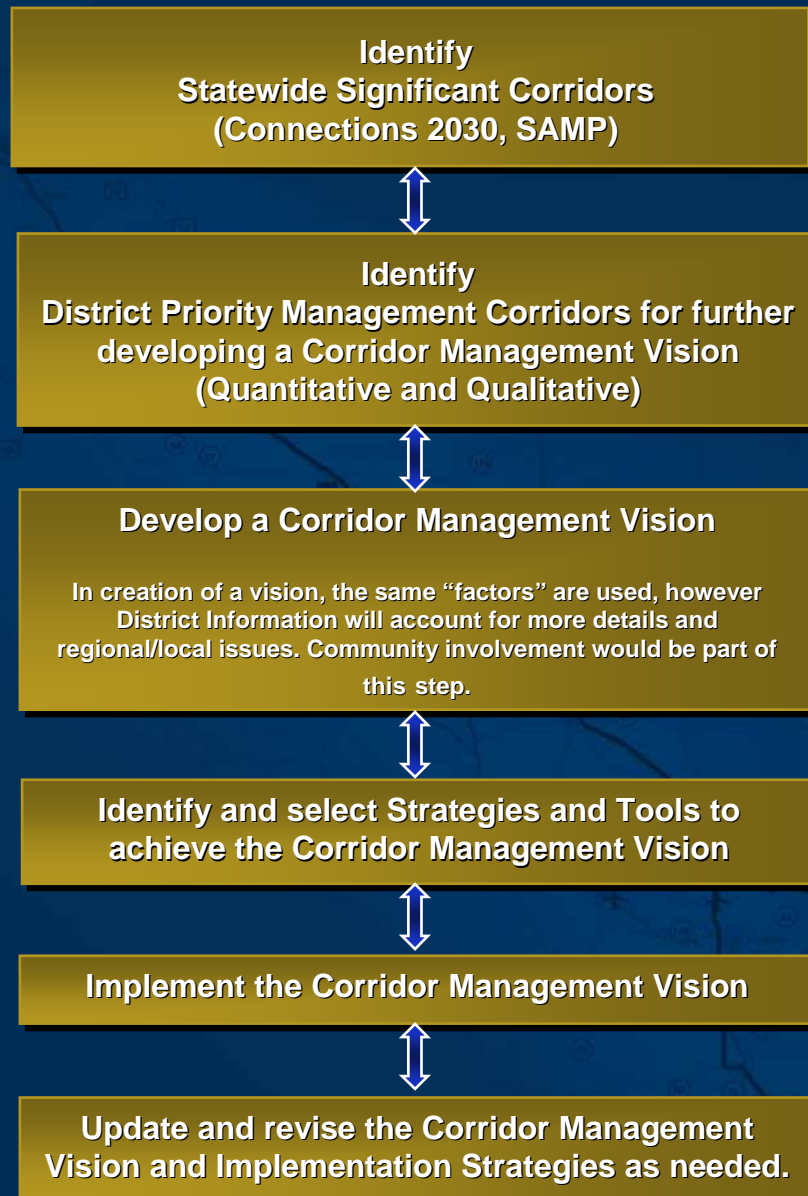 Identify
Statewide Significant Corridors
(Connections 2030, SAMP)
Identify
District Priority Management Corridors for further
developing a Corridor Management Vision
(Quantitative and Qualitative)
Develop a Corridor Management Vision
In creation of a vision, the same “factors” are used, however
District Information will account for more details and
regional/local issues. Community involvement would be part of
this step.
Identify and select Strategies and Tools to
achieve the Corridor Management Vision
Implement the Corridor Management Vision
Update and revise the Corridor Management
Vision and Implementation Strategies as needed.